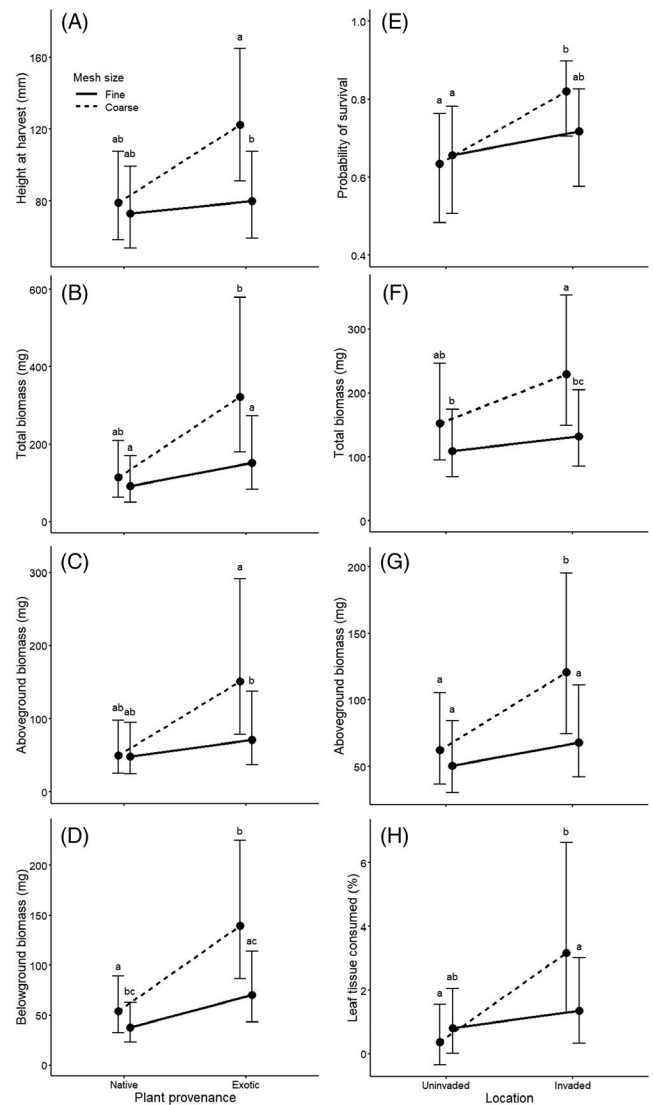 (A)
Height at harvest (mm)
160
120
80
Mesh size
Fine
Coarse
ab
ab
a
b
(B)
Total biomass (mg)
600
400
200
0
ab
a
b
a
(C)
Aboveground biomass (mg)
300
200
100
0
ab
ab
a
b
(D)
Belowground biomass (mg)
200
150
100
50
0
a
bc
b
ac
Native
Exotic
Plant provenance
(E)
Probability of survival
1.0
0.8
0.6
0.4
a
a
b
ab
(F)
Total biomass (mg)
300
200
100
0
ab
b
a
bc
(G)
Aboveground biomass (mg)
200
150
100
50
a
a
b
a
(H)
Leaf tissue consumed (%)
6
4
2
0
a
ab
b
a
Uninvaded
Invaded
Location